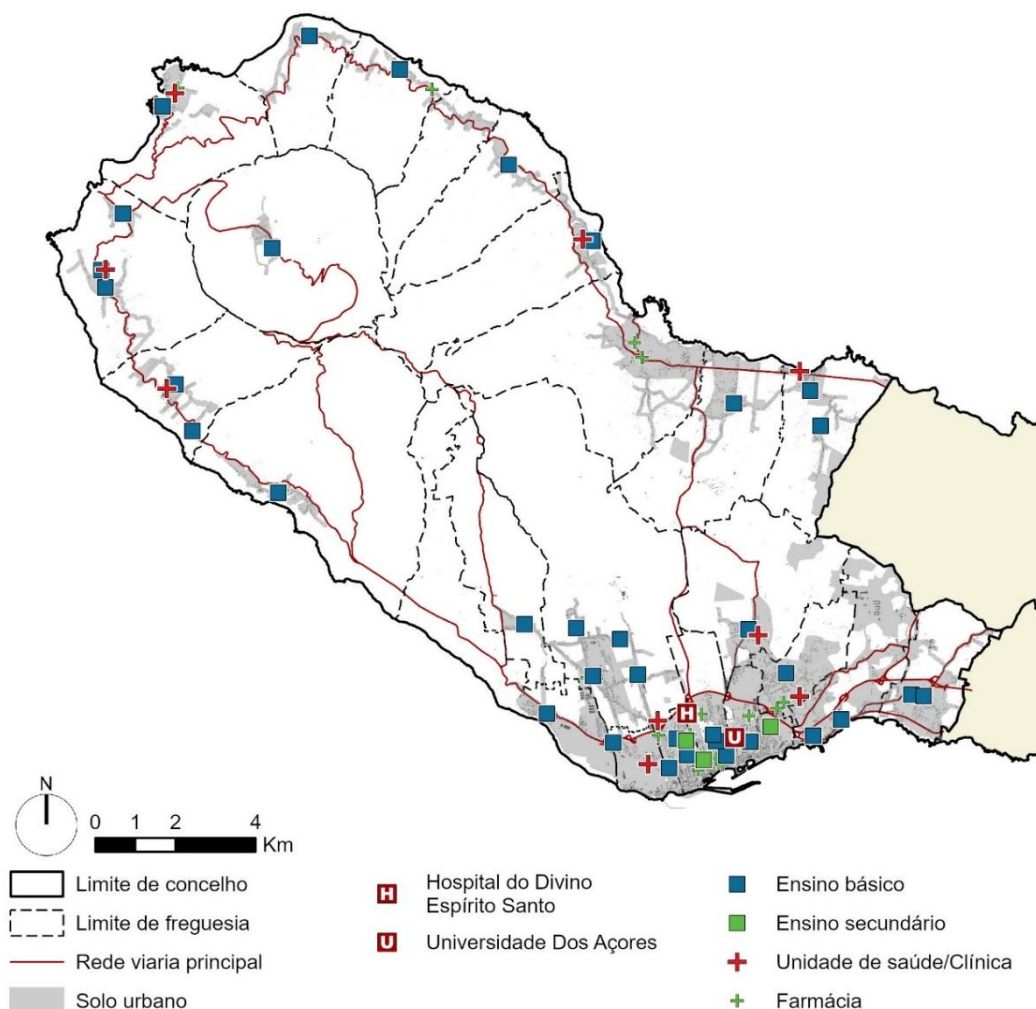 N
0 1 2 4
Km
Limite de concelho
Limite de freguesia
Rede viaria principal
Solo urbano
H
Hospital do Divino
Espírito Santo
U
Universidade Dos Açores
Ensino básico
Ensino secundário
Unidade de saúde/Clínica
Farmácia
H
U